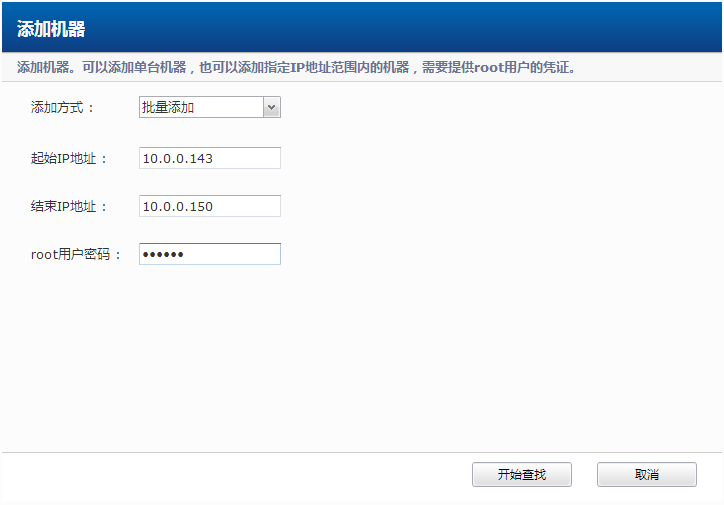 添加机器
添加机器。可以添加单台机器，也可以添加指定IP地址范围内的机器，需要提供root用户的凭证。
添加方式： 批量添加
起始IP地址： 10.0.0.143
结束IP地址： 10.0.0.150
root用户密码： ••••••
开始查找 取消